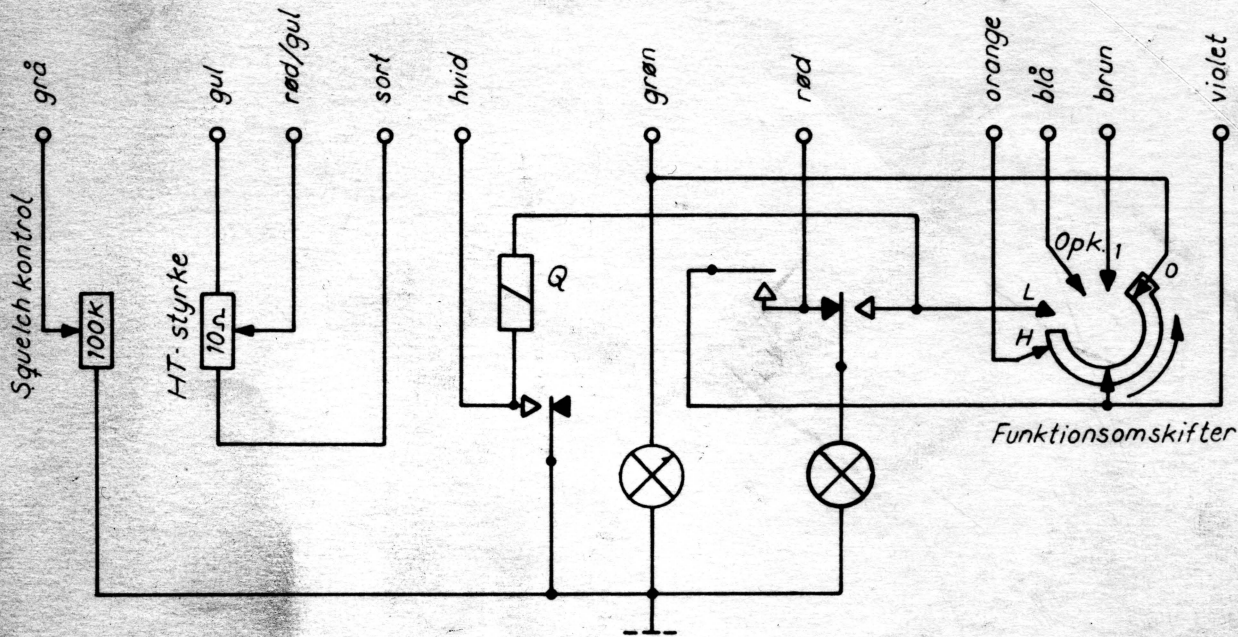 grå
gul
rød/gul
sort
hvid
grøn
rød
orange
blå
brun
violet
Squelch kontrol
100K
HT-styrke
10Ω
Q
Opk.
1
0
L
H
Funktionsomskifter